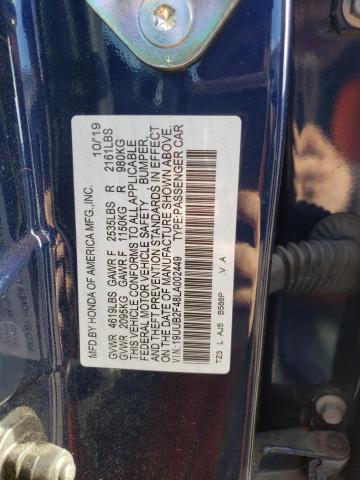 MFD.BY HONDA OF AMERICA MFG.,INC. 10/'19
GVWR 4619LBS GAWR F 2535LBS R 2161LBS
GVWR 2095KG GAWR F 1150KG R 980KG
THIS VEHICLE CONFORMS TO ALL APPLICABLE
FEDERAL MOTOR VEHICLE SAFETY, BUMPER,
AND THEFT PREVENTION STANDARDS IN EFFECT
ON THE DATE OF MANUFACTURE SHOWN ABOVE.
V.I.N:19UUB2F48LA002449 TYPE:PASSENGER CAR
TZ3 L AJ5 B588P .V.A